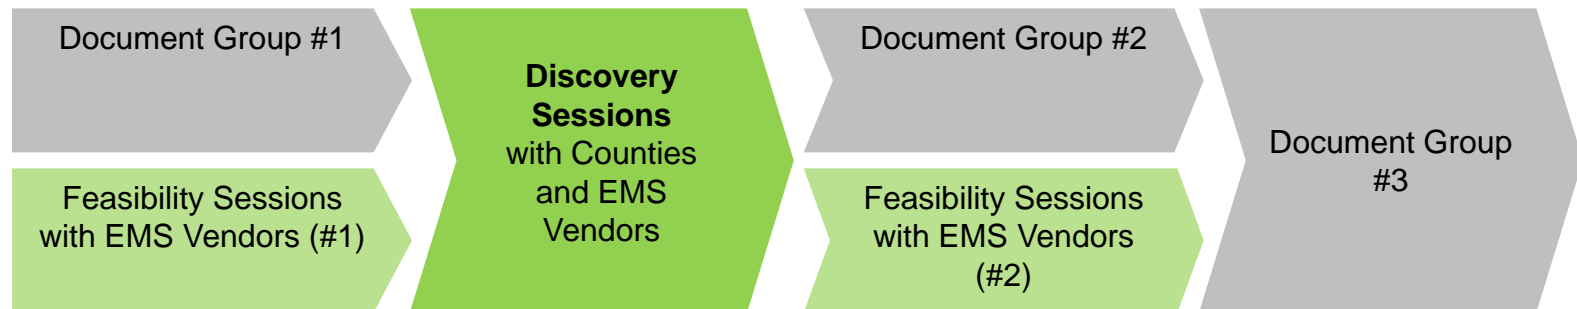 Document Group #1
Feasibility Sessions
with EMS Vendors (#1)
Discovery
Sessions
with Counties
and EMS
Vendors
Document Group #2
Feasibility Sessions
with EMS Vendors
(#2)
Document Group
#3